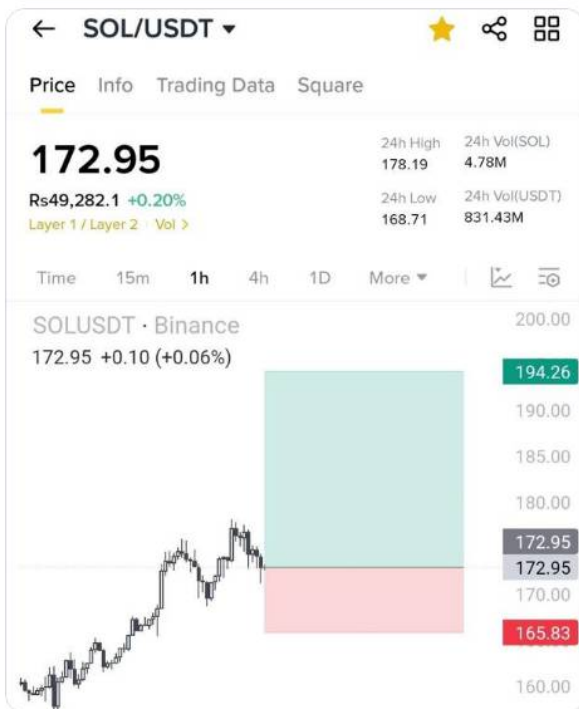 SOL/USDT
Price Info Trading Data Square
172.95
Rs49,282.1 +0.20%
Layer 1 / Layer 2 Vol >
24h High
178.19
24h Vol(SOL)
4.78M
24h Low
168.71
24h Vol(USDT)
831.43M
Time 15m 1h 4h 1D More
SOLUSDT · Binance
172.95 +0.10 (+0.06%)
200.00
194.26
190.00
185.00
180.00
172.95
172.95
170.00
165.83
160.00